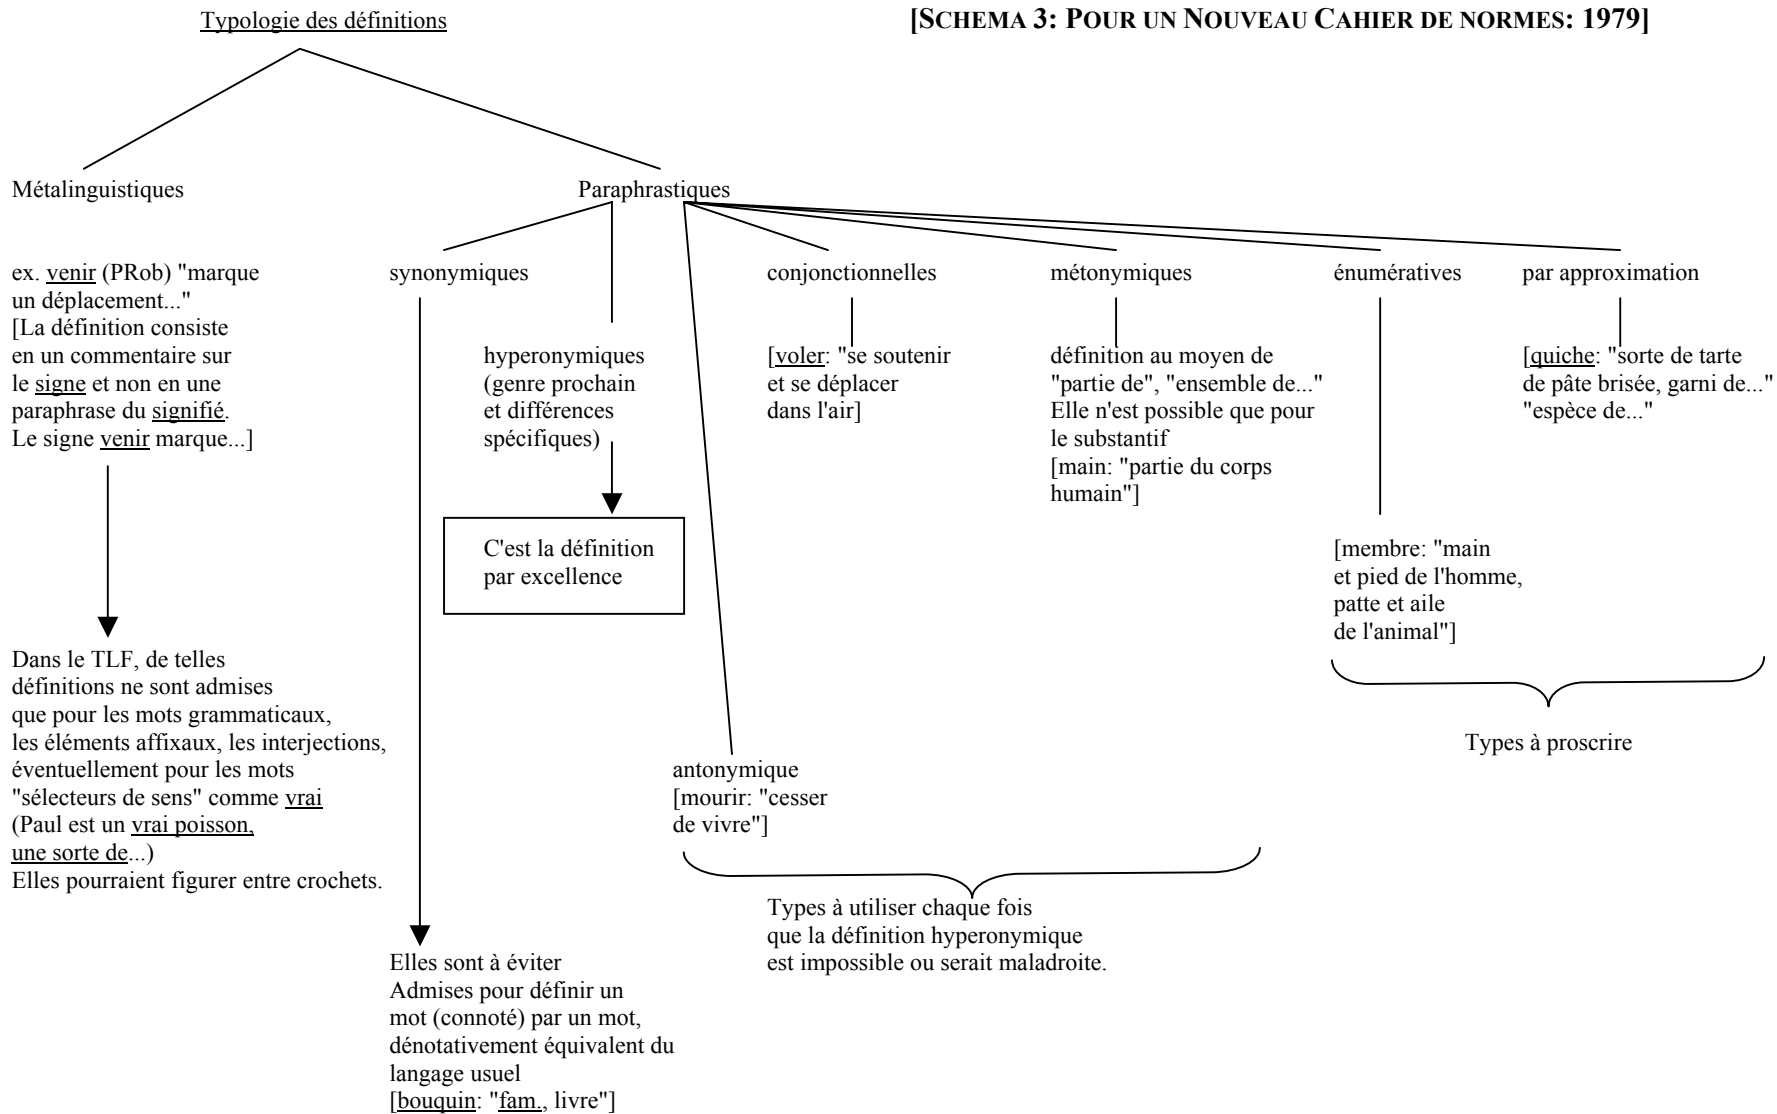 Typologie des définitions
[SCHEMA 3: POUR UN NOUVEAU CAHIER DE NORMES: 1979]
Métalinguistiques
Paraphrastiques
ex. venir (PRob) "marque
un déplacement..."
[La définition consiste
en un commentaire sur
le signe et non en une
paraphrase du signifié.
Le signe venir marque...]
Dans le TLF, de telles
définitions ne sont admises
que pour les mots grammaticaux,
les éléments affixaux, les interjections,
éventuellement pour les mots
"sélecteurs de sens" comme vrai
(Paul est un vrai poisson,
une sorte de...)
Elles pourraient figurer entre crochets.
synonymiques
Elles sont à éviter
Admises pour définir un
mot (connoté) par un mot,
dénotativement équivalent du
langage usuel
[bouquin: "fam., livre"]
hyperonymiques
(genre prochain
et différences
spécifiques)
C'est la définition
par excellence
antonymique
[mourir: "cesser
de vivre"]
conjonctionnelles
[voler: "se soutenir
et se déplacer
dans l'air]
métonymiques
définition au moyen de
"partie de", "ensemble de..."
Elle n'est possible que pour
le substantif
[main: "partie du corps
humain"]
Types à utiliser chaque fois
que la définition hyperonymique
est impossible ou serait maladroite.
énumératives
[membre: "main
et pied de l'homme,
patte et aile
de l'animal"]
par approximation
[quiche: "sorte de tarte
de pâte brisée, garni de..."
"espèce de..."
Types à proscrire